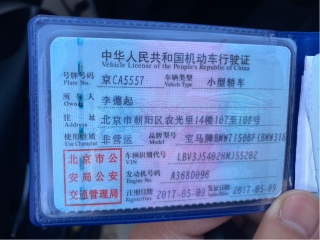 中华人民共和国机动车行驶证
Vehicle License of the People's Republic of China
号牌号码 京CA5557 车辆类型 小型轿车
Plate No. Vehicle Type
所有人 李德起
住址 北京市朝阳区农光里14楼107至108号
使用性质 非营运 品牌型号 宝马牌BMW7150BF(BMW318
Use Character Model
北京市公
安局公安
交通管理局
车辆识别代号
VIN
发动机号码 A368D096
Engine No.
注册日期 2017-05-09 发证日期 2017-05-09
Register Date Issue Date